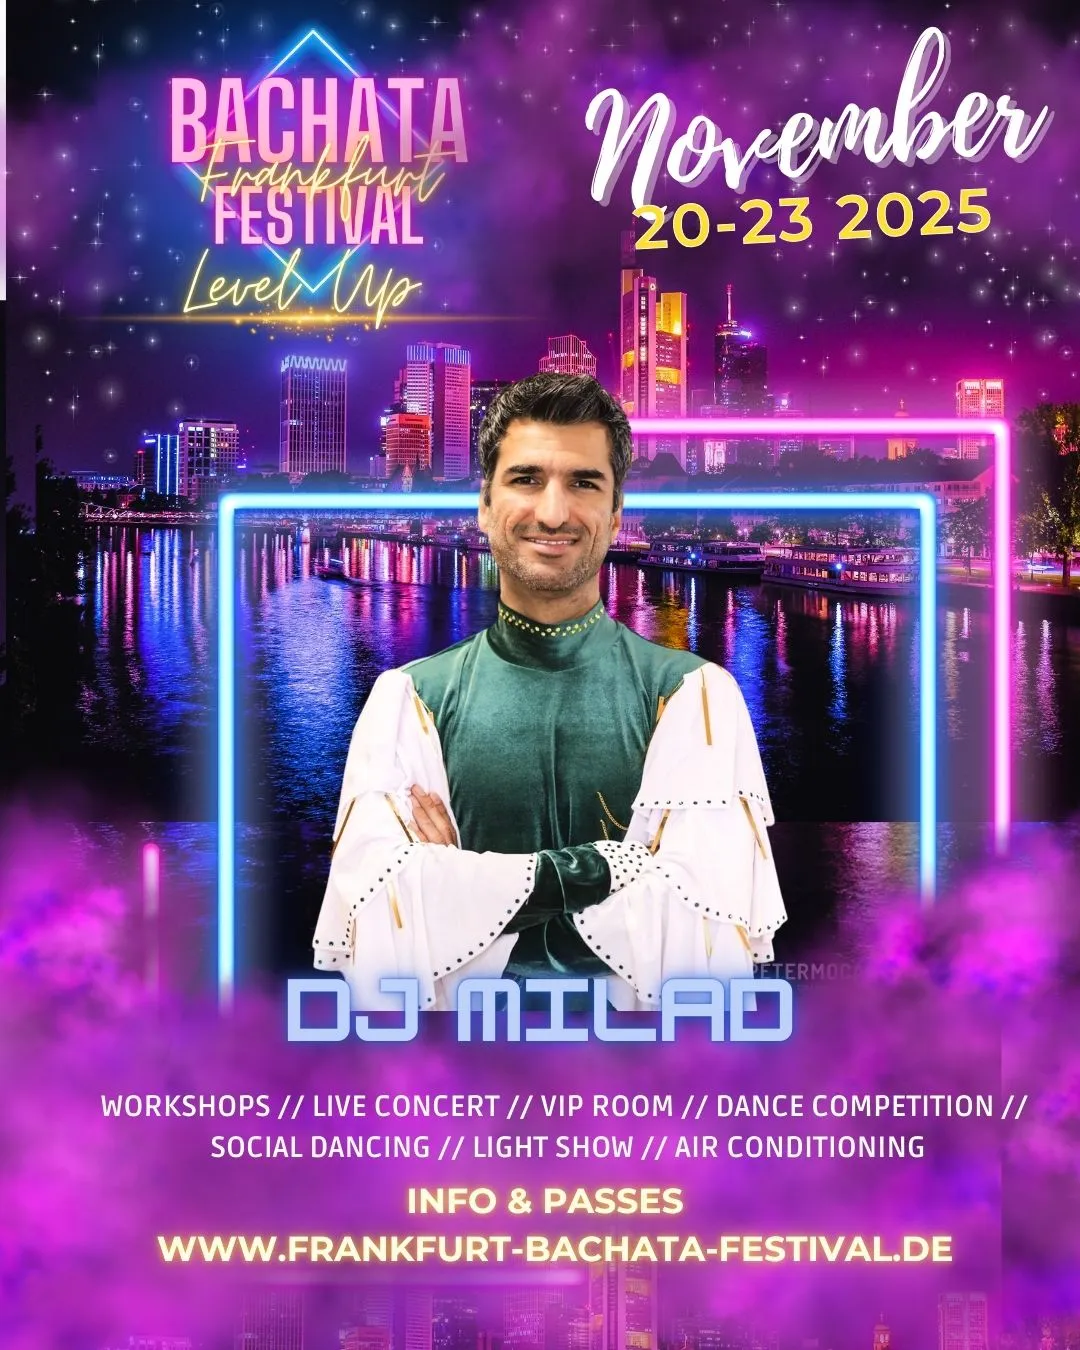 BACHATA
Frankfurt
FESTIVAL
Level Up
November
20-23 2025
DJ MILAD
WORKSHOPS // LIVE CONCERT // VIP ROOM // DANCE COMPETITION //
SOCIAL DANCING // LIGHT SHOW // AIR CONDITIONING
INFO & PASSES
WWW.FRANKFURT-BACHATA-FESTIVAL.DE